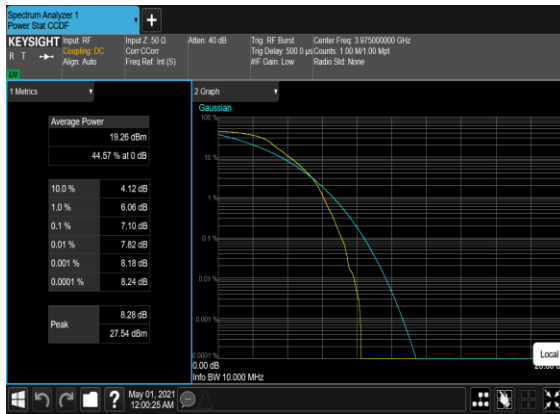 Spectrum Analyzer 1
Power Stat CCDF
KEYSIGHT
R T
Input: RF
Coupling: DC
Align: Auto
Input Z: 50 Ω
Corr CCorr
Freq Ref: Int (S)
Atten: 40 dB
Trig: RF Burst
Trig Delay: 500.0 µs
#IF Gain: Low
Center Freq: 3.975000000 GHz
Counts: 1.00 M/1.00 Mpt
Radio Std: None
1 Metrics
Average Power
19.26 dBm
44.57 % at 0 dB
10.0 % 4.12 dB
1.0 % 6.06 dB
0.1 % 7.10 dB
0.01 % 7.82 dB
0.001 % 8.18 dB
0.0001 % 8.24 dB
Peak
8.28 dB
27.54 dBm
2 Graph
Gaussian
100 %
10 %
1 %
0.1 %
0.01 %
0.001 %
0.0001 %
0.00 dB
Info BW 10.000 MHz
Local
?
May 01, 2021
12:00:25 AM